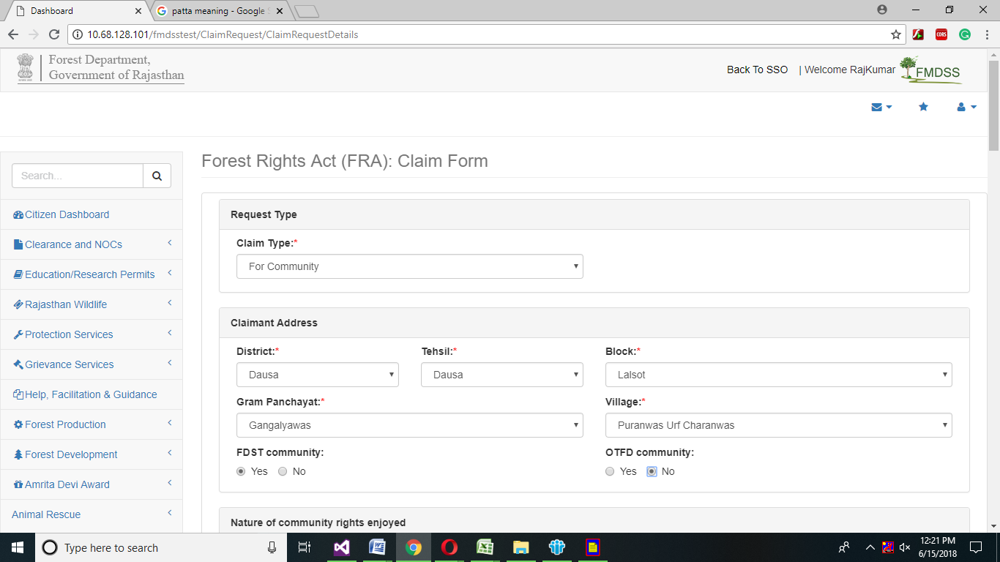 Dashboard
patta meaning - Google S
10.68.128.101/fmdsstest/ClaimRequest/ClaimRequestDetails
CORS
Forest Department,
Government of Rajasthan
Back To SSO | Welcome RajKumar
FMDSS
Search...
Forest Rights Act (FRA): Claim Form
Citizen Dashboard
Clearance and NOCs
Education/Research Permits
Rajasthan Wildlife
Protection Services
Grievance Services
Help, Facilitation & Guidance
Forest Production
Forest Development
Amrita Devi Award
Animal Rescue
Request Type
Claim Type:*
For Community
Claimant Address
District:* Tehsil:* Block:*
Dausa Dausa Lalsot
Gram Panchayat:* Village:*
Gangalyawas Puranwas Urf Charanwas
FDST community: OTFD community:
Yes No Yes No
Nature of community rights enjoyed
Type here to search
12:21 PM
6/15/2018